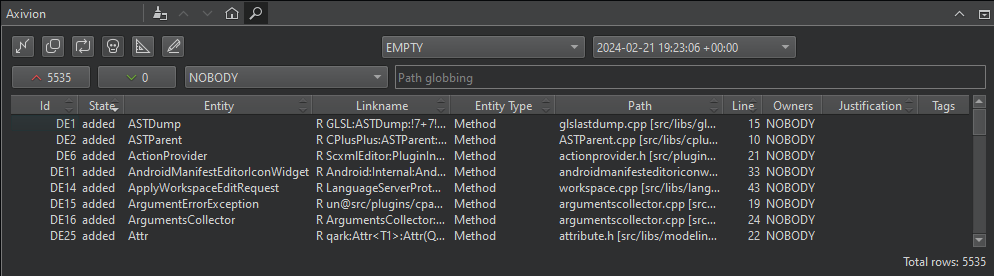 Axivion
EMPTY 2024-02-21 19:23:06 +00:00
5535 0 NOBODY Path globbing
Id State Entity Linkname Entity Type Path Line Owners Justification Tags
DE1 added ASTDump R GLSL:ASTDump:!7+7!... Method glslastdump.cpp [src/libs/gl... 15 NOBODY
DE2 added ASTParent R CPlusPlus:ASTParent:... Method ASTParent.cpp [src/libs/cplu... 10 NOBODY
DE6 added ActionProvider R ScxmlEditor:PluginIn... Method actionprovider.h [src/plugin... 21 NOBODY
DE11 added AndroidManifestEditorIconWidget R Android:Internal:And... Method androidmanifesteditoriconw... 33 NOBODY
DE14 added ApplyWorkspaceEditRequest R LanguageServerProt... Method workspace.cpp [src/libs/lang... 43 NOBODY
DE15 added ArgumentErrorException R un@src/plugins/cpa... Method argumentscollector.cpp [src... 19 NOBODY
DE16 added ArgumentsCollector R ArgumentsCollector:... Method argumentscollector.cpp [src... 24 NOBODY
DE25 added Attr R qark:Attr<T1>:Attr(Q... Method attribute.h [src/libs/modelin... 22 NOBODY
Total rows: 5535